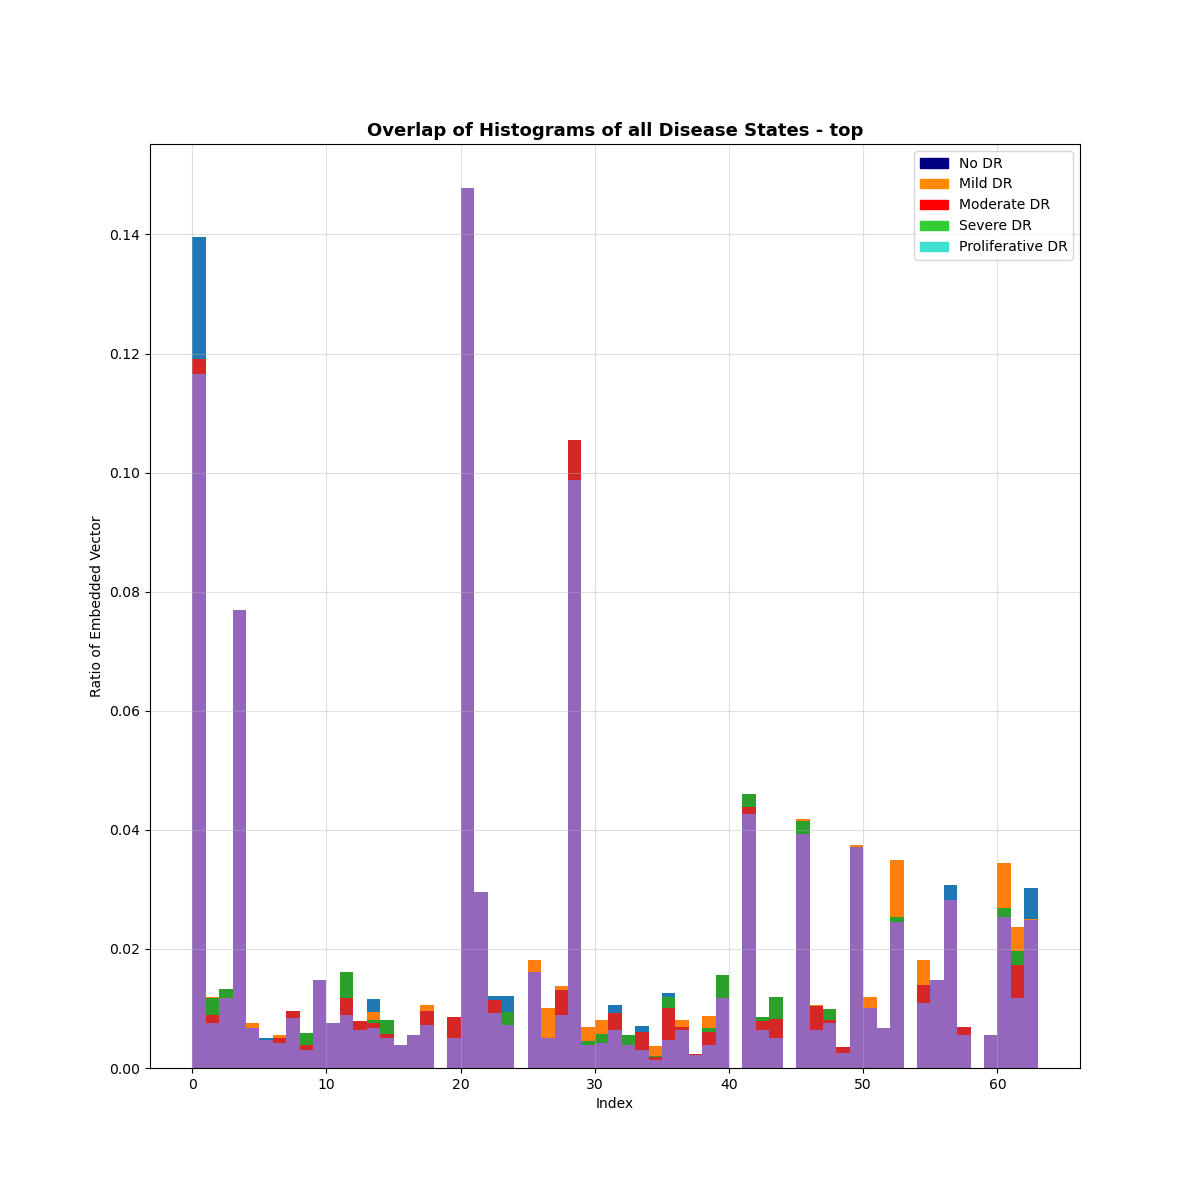 Overlap of Histograms of all Disease States - top
No DR
Mild DR
Moderate DR
Severe DR
Proliferative DR
0.14
0.12
0.10
0.08
0.06
0.04
0.02
0.00
Ratio of Embedded Vector
0 10 20 30 40 50 60
Index